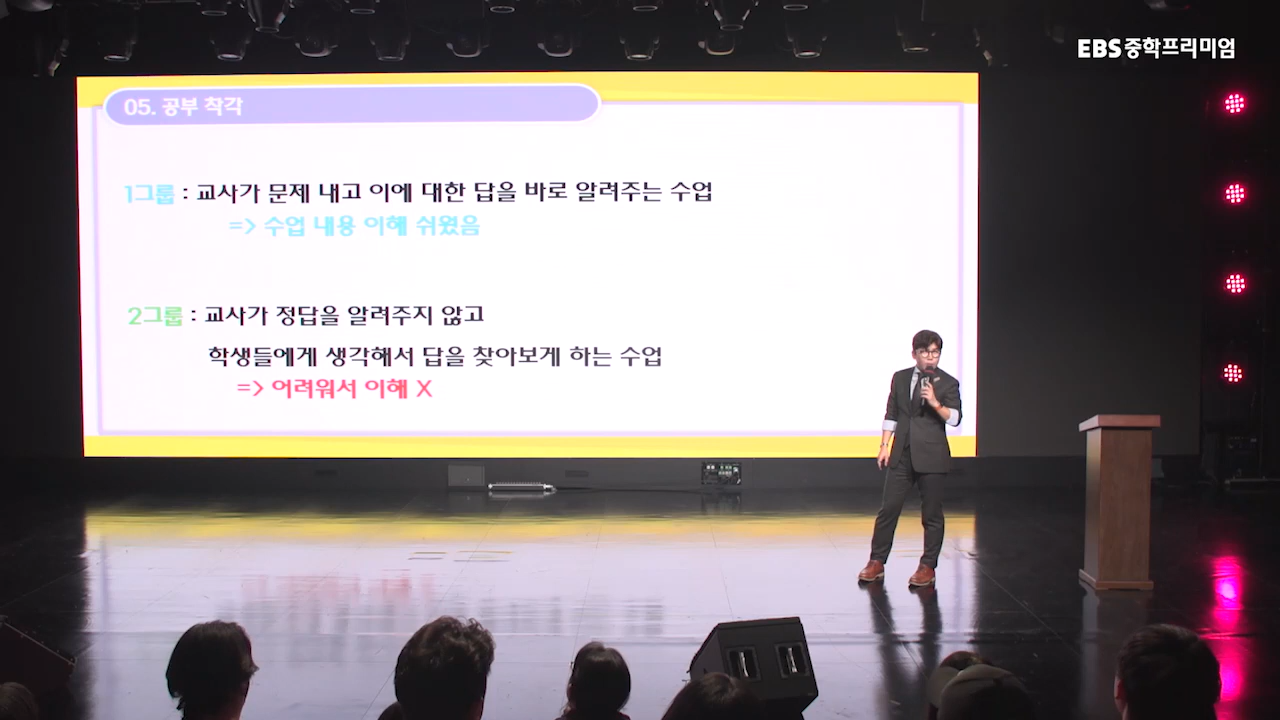 EBS 중학프리미엄
05. 공부 착각
1그룹 : 교사가 문제 내고 이에 대한 답을 바로 알려주는 수업
=> 수업 내용 이해 쉬웠음
2그룹 : 교사가 정답을 알려주지 않고
학생들에게 생각해서 답을 찾아보게 하는 수업
=> 어려워서 이해 X